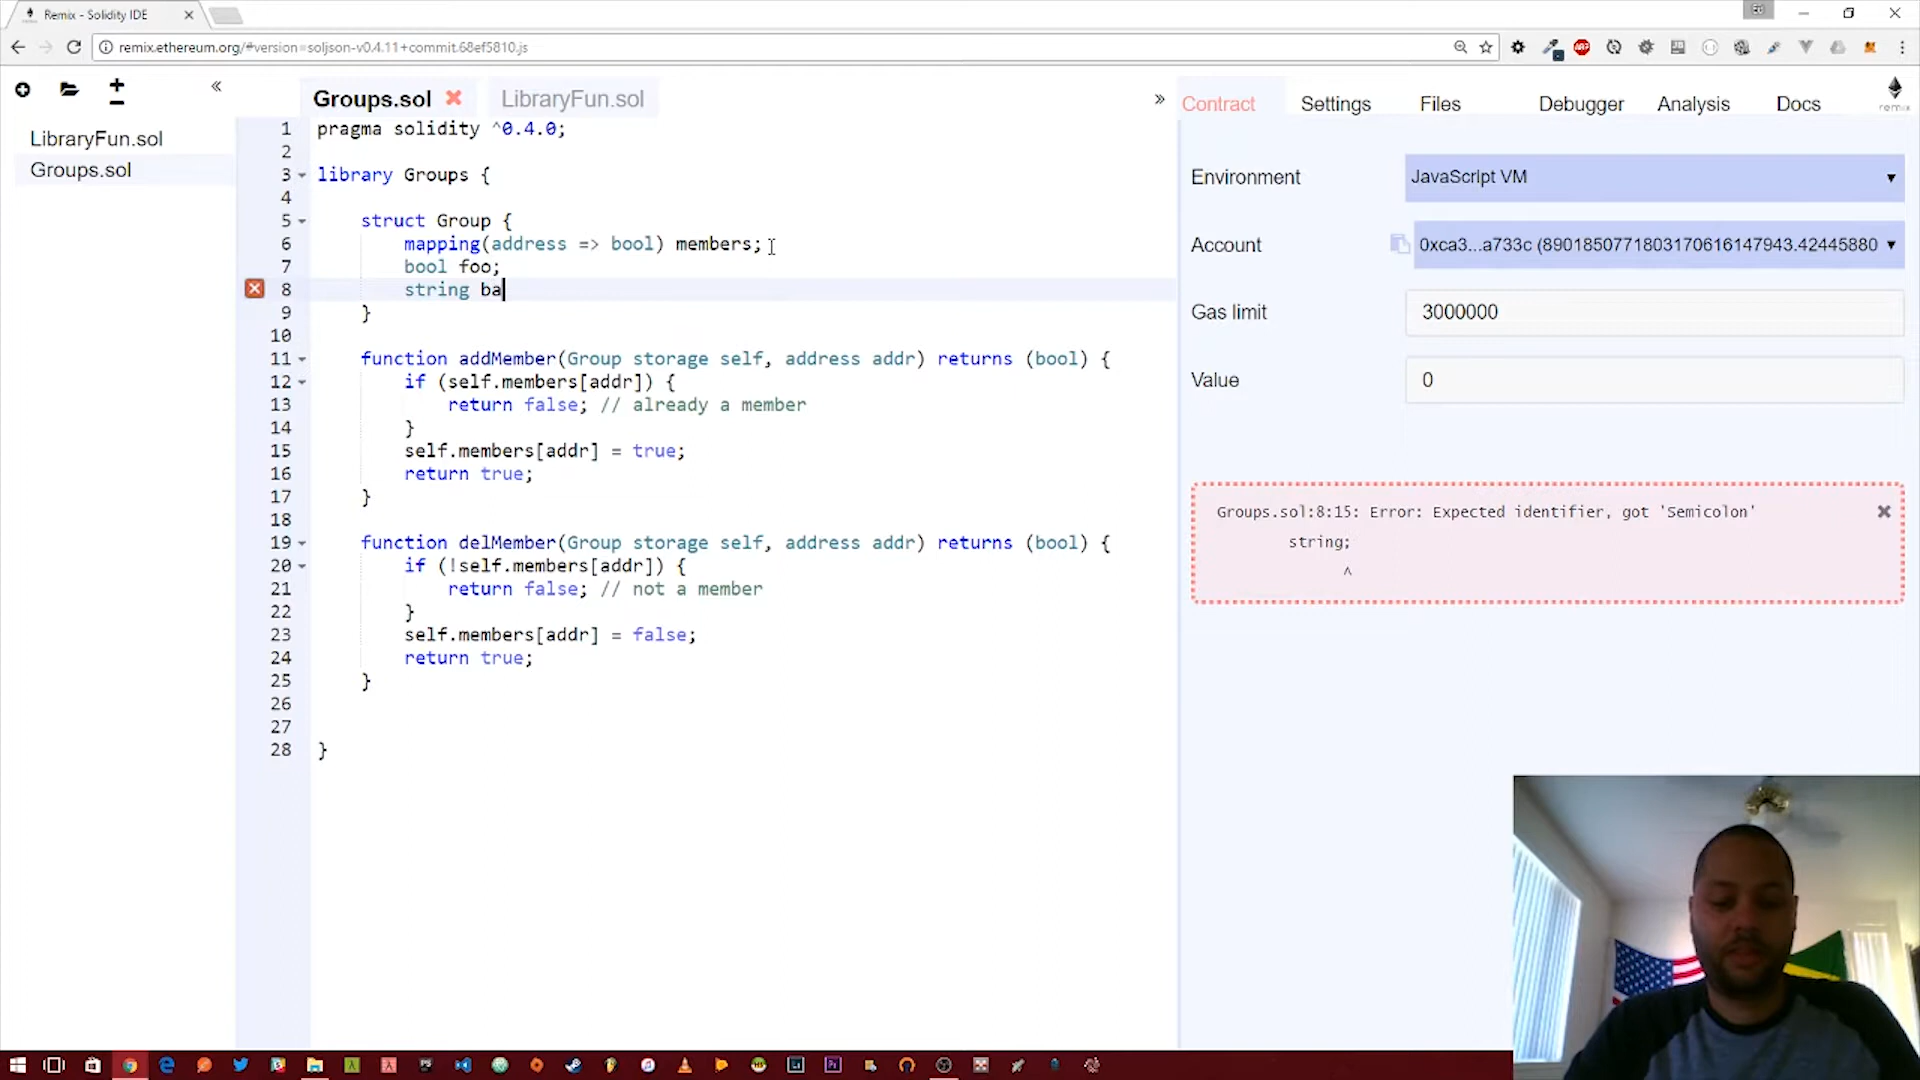 Remix - Solidity IDE
remix.ethereum.org/#version=soljson-v0.4.11+commit.68ef5810.js
Groups.sol
LibraryFun.sol
Contract
Settings
Files
Debugger
Analysis
Docs
remix
LibraryFun.sol
Groups.sol
1 pragma solidity ^0.4.0;
2
3 library Groups {
4
5 struct Group {
6 mapping(address => bool) members;
7 bool foo;
8 string ba
9 }
10
11 function addMember(Group storage self, address addr) returns (bool) {
12 if (self.members[addr]) {
13 return false; // already a member
14 }
15 self.members[addr] = true;
16 return true;
17 }
18
19 function delMember(Group storage self, address addr) returns (bool) {
20 if (!self.members[addr]) {
21 return false; // not a member
22 }
23 self.members[addr] = false;
24 return true;
25 }
26
27
28 }
Environment
JavaScript VM
Account
0xca3...a733c (8901850771803170616147943.42445880
Gas limit
3000000
Value
0
Groups.sol:8:15: Error: Expected identifier, got 'Semicolon'
string;
^